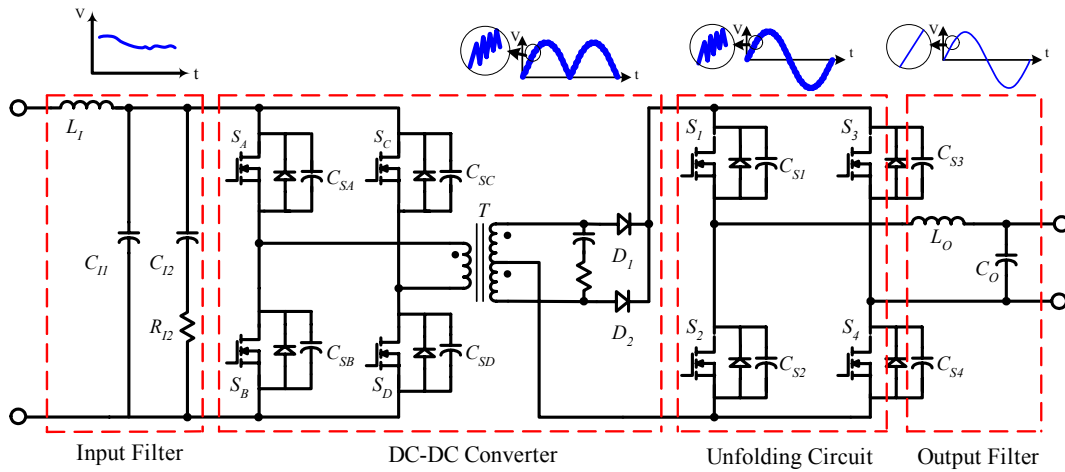 V
t
V
t
V
t
V
t
L_I
C_I1
C_I2
R_I2
S_A
C_SA
S_C
C_SC
S_B
C_SB
S_D
C_SD
T
D_1
D_2
S_1
C_S1
S_3
C_S3
S_2
C_S2
S_4
C_S4
L_O
C_O
Input Filter
DC-DC Converter
Unfolding Circuit
Output Filter